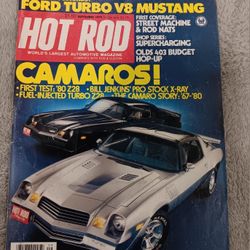 FORD TURBO V8 MUSTANG
HOT ROD
WORLD'S LARGEST AUTOMOTIVE MAGAZINE
FIRST COVERAGE:
STREET MACHINE
& ROD NATS
SHOP SERIES:
SUPERCHARGING
OLDS 403 BUDGET
HOP-UP
CAMAROS!
• FIRST TEST: '80 Z28 • BILL JENKINS' PRO STOCK X-RAY
• FUEL-INJECTED TURBO Z28 • THE CAMARO STORY: '67-'80